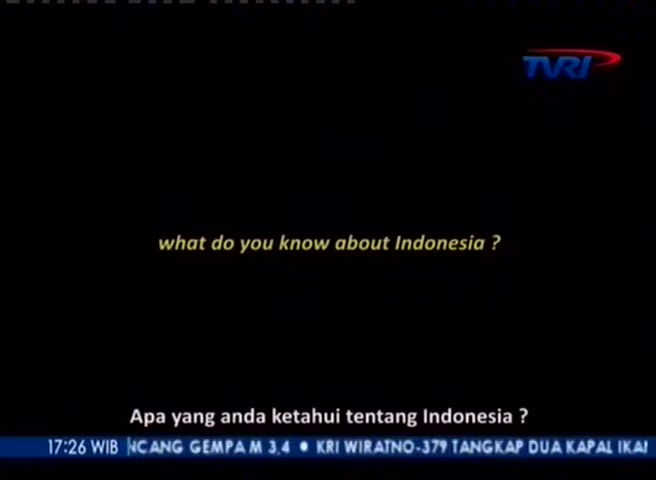 TVRI
what do you know about Indonesia ?
Apa yang anda ketahui tentang Indonesia ?
17:26 WIB NCANG GEMPA M 3,4 • KRI WIRATNO-379 TANGKAP DUA KAPAL IKAN